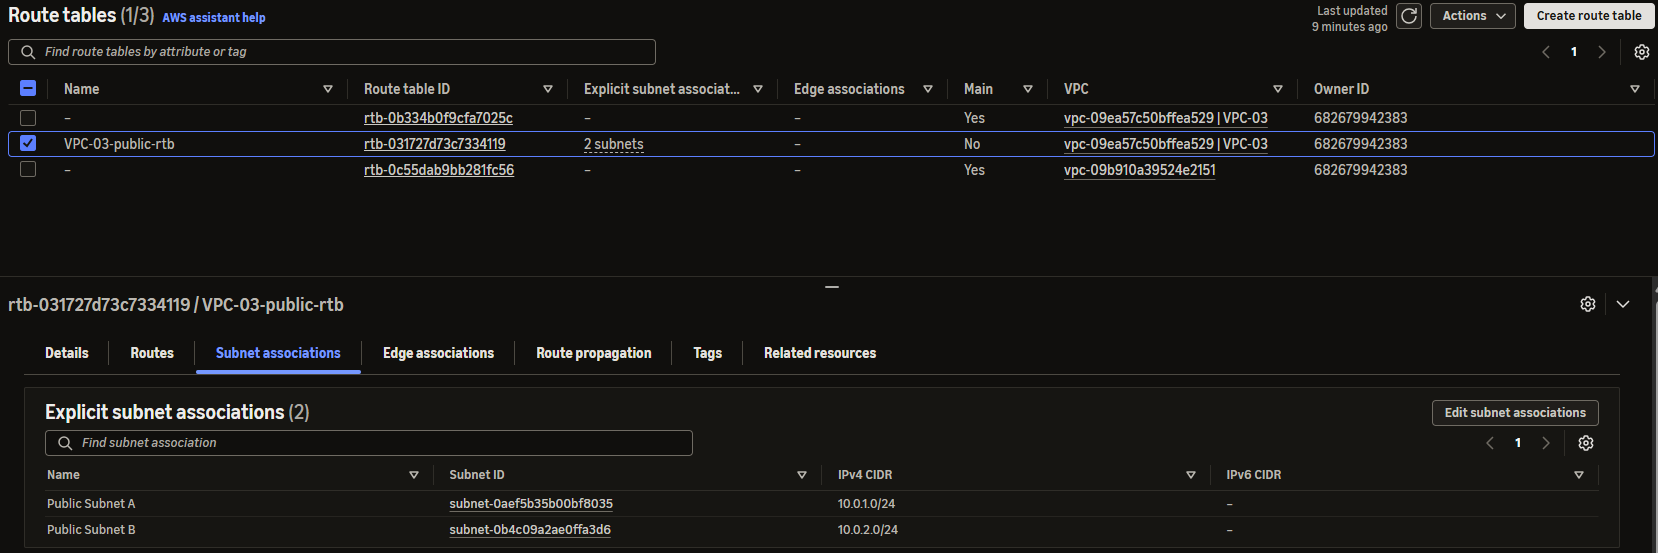 Route tables (1/3) AWS assistant help
Last updated
9 minutes ago
Actions
Create route table
Find route tables by attribute or tag
1
Name Route table ID Explicit subnet associat... Edge associations Main VPC Owner ID
– rtb-0b334b0f9cfa7025c – – Yes vpc-09ea57c50bffea529 | VPC-03 682679942383
VPC-03-public-rtb rtb-031727d73c7334119 2 subnets – No vpc-09ea57c50bffea529 | VPC-03 682679942383
– rtb-0c55dab9bb281fc56 – – Yes vpc-09b910a39524e2151 682679942383
rtb-031727d73c7334119 / VPC-03-public-rtb
Details Routes Subnet associations Edge associations Route propagation Tags Related resources
Explicit subnet associations (2)
Edit subnet associations
Find subnet association
1
Name Subnet ID IPv4 CIDR IPv6 CIDR
Public Subnet A subnet-0aef5b35b00bf8035 10.0.1.0/24 –
Public Subnet B subnet-0b4c09a2ae0ffa3d6 10.0.2.0/24 –